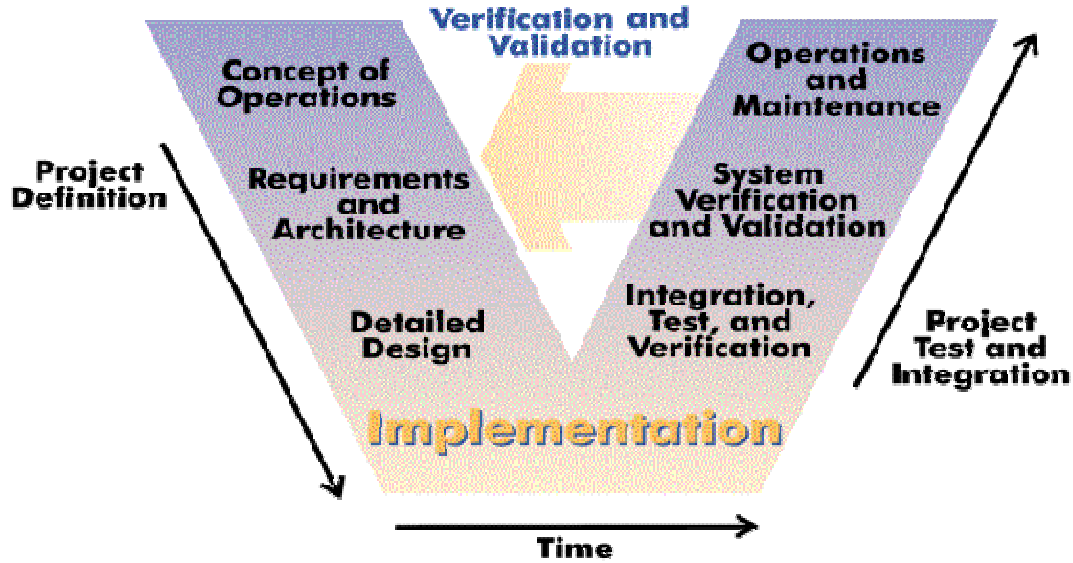 Verification and
Validation
Concept of
Operations
Operations
and
Maintenance
Project
Definition
Requirements
and
Architecture
System
Verification
and Validation
Detailed
Design
Integration,
Test, and
Verification
Project
Test and
Integration
Implementation
Time